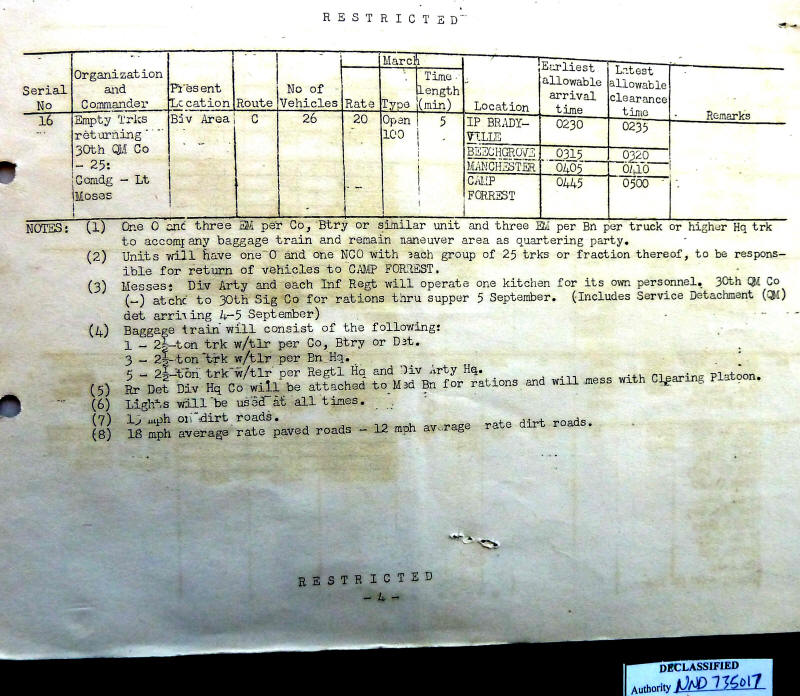 RESTRICTED
March
Serial No
Organization and Commander
Present Location
Route
No of Vehicles
Rate
Type
Time length (min)
Location
Earliest allowable arrival time
Latest allowable clearance time
Remarks
16 Empty Trks Biv Area C 26 20 Open 5 IP BRADY- 0230 0235
returning 100 VILLE
30th QM Co BEECHGROVE 0315 0320
- 25: MANCHESTER 0405 0410
Comdg - Lt CAMP 0445 0500
Moses FORREST
NOTES: (1) One O and three EM per Co, Btry or similar unit and three EM per Bn per truck or higher Hq trk
to accompany baggage train and remain maneuver area as quartering party.
(2) Units will have one O and one NCO with each group of 25 trks or fraction thereof, to be respons-
ible for return of vehicles to CAMP FORREST.
(3) Messes: Div Arty and each Inf Regt will operate one kitchen for its own personnel. 30th QM Co
(-) atchd to 30th Sig Co for rations thru supper 5 September. (Includes Service Detachment (QM)
det arriving 4-5 September)
(4) Baggage train will consist of the following:
1 - 2½-ton trk w/tlr per Co, Btry or Det.
3 - 2½-ton trk w/tlr per Bn Hq.
5 - 2½-ton trk w/tlr per Regtl Hq and Div Arty Hq.
(5) Rr Det Div Hq Co will be attached to Med Bn for rations and will mess with Clearing Platoon.
(6) Lights will be used at all times.
(7) 15 mph on dirt roads.
(8) 18 mph average rate paved roads - 12 mph average rate dirt roads.
RESTRICTED
- 4 -
DECLASSIFIED
Authority NND 735017